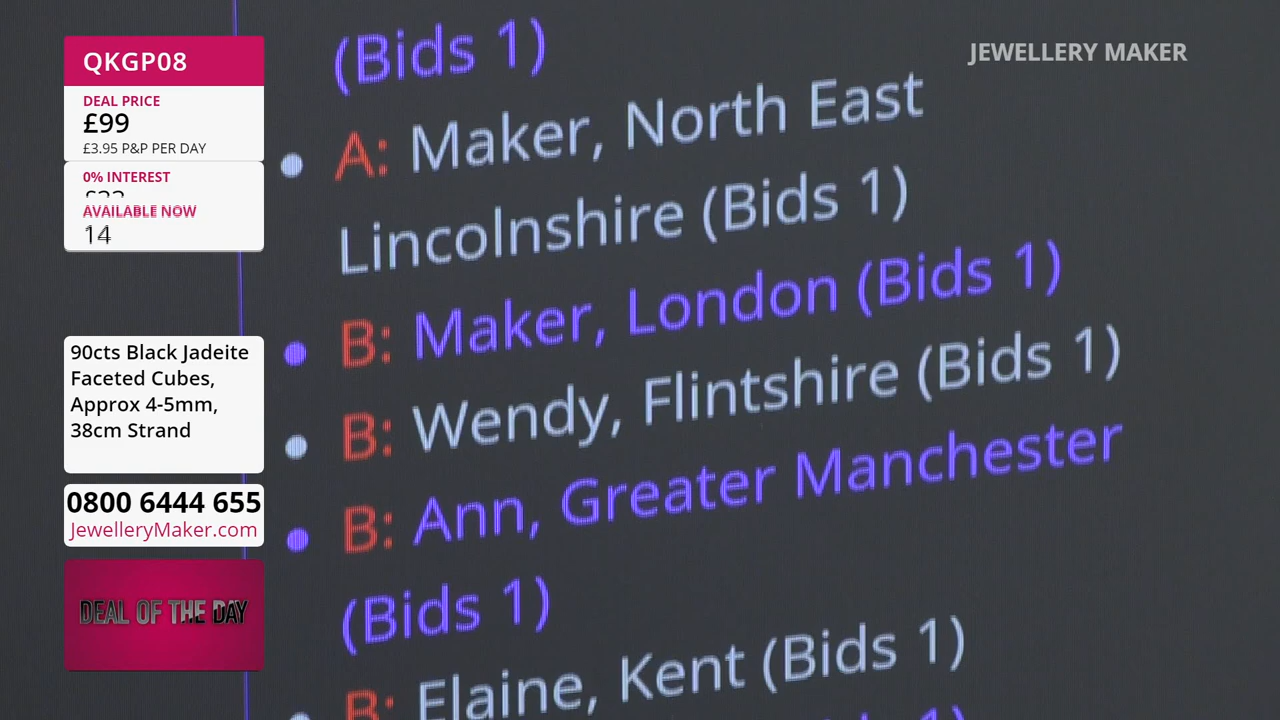 QKGP08
DEAL PRICE
£99
£3.95 P&P PER DAY
0% INTEREST
AVAILABLE NOW
14
90cts Black Jadeite
Faceted Cubes,
Approx 4-5mm,
38cm Strand
0800 6444 655
JewelleryMaker.com
DEAL OF THE DAY
JEWELLERY MAKER
(Bids 1)
A: Maker, North East
Lincolnshire (Bids 1)
B: Maker, London (Bids 1)
B: Wendy, Flintshire (Bids 1)
B: Ann, Greater Manchester
(Bids 1)
B: Elaine, Kent (Bids 1)